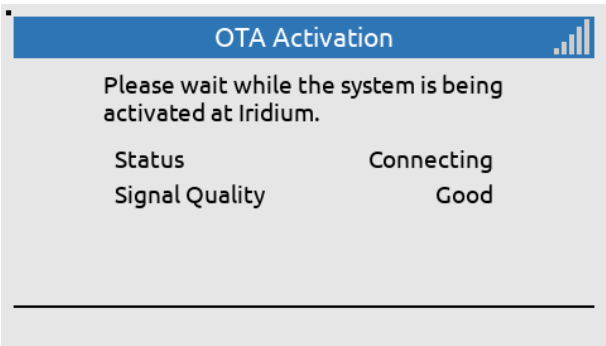 OTA Activation
Please wait while the system is being
activated at Iridium.
Status Connecting
Signal Quality Good